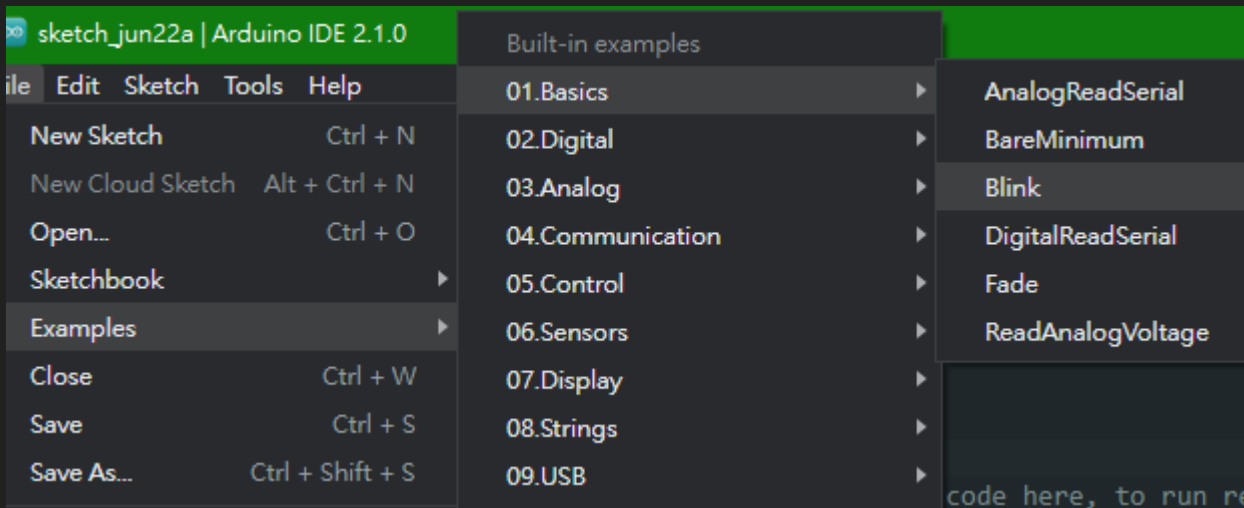 sketch_jun22a | Arduino IDE 2.1.0
ile Edit Sketch Tools Help
New Sketch Ctrl + N
New Cloud Sketch Alt + Ctrl + N
Open... Ctrl + O
Sketchbook
Examples
Close Ctrl + W
Save Ctrl + S
Save As... Ctrl + Shift + S
Built-in examples
01.Basics
02.Digital
03.Analog
04.Communication
05.Control
06.Sensors
07.Display
08.Strings
09.USB
AnalogReadSerial
BareMinimum
Blink
DigitalReadSerial
Fade
ReadAnalogVoltage
code here, to run re